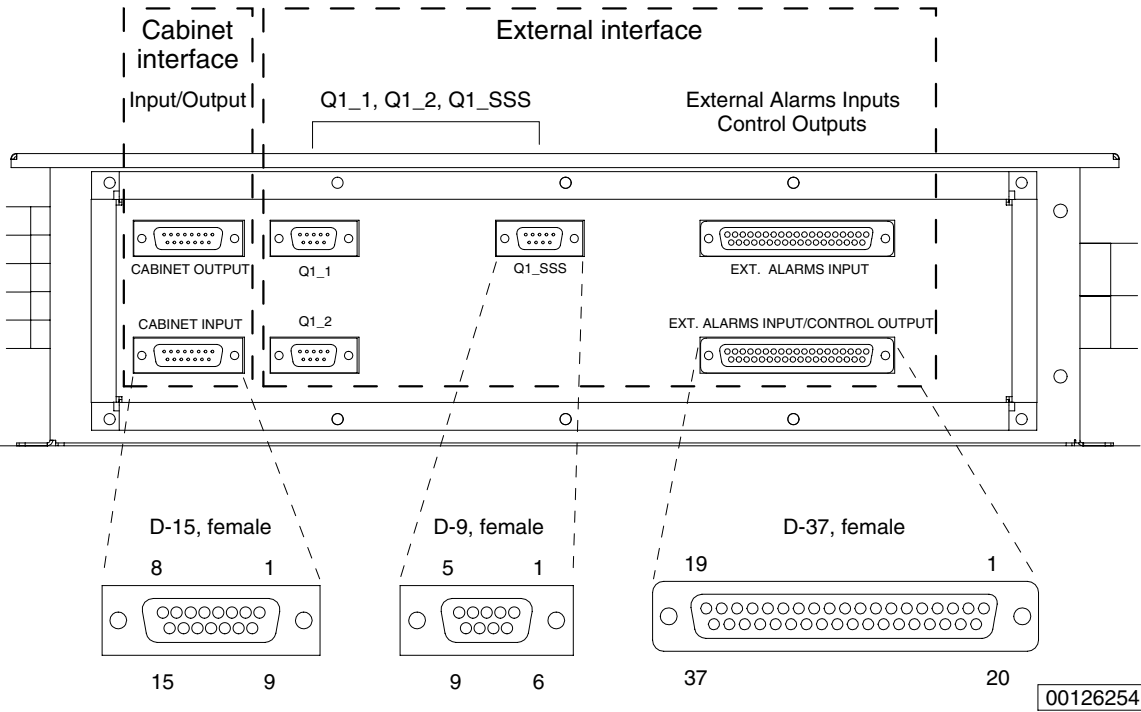 Cabinet
interface
External interface
Input/Output
Q1_1, Q1_2, Q1_SSS
External Alarms Inputs
Control Outputs
CABINET OUTPUT
Q1_1
Q1_SSS
EXT. ALARMS INPUT
CABINET INPUT
Q1_2
EXT. ALARMS INPUT/CONTROL OUTPUT
D-15, female
D-9, female
D-37, female
8 1
5 1
19 1
15 9
9 6
37 20
00126254